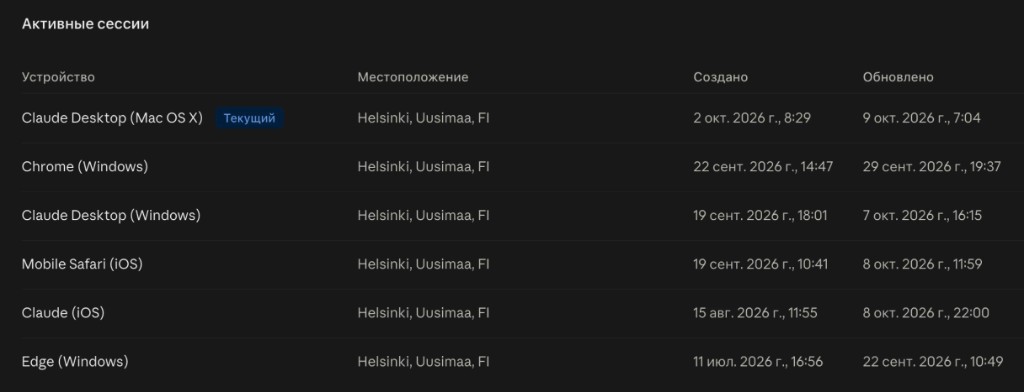 Активные сессии
Устройство Местоположение Создано Обновлено
Claude Desktop (Mac OS X) Текущий Helsinki, Uusimaa, FI 2 окт. 2026 г., 8:29 9 окт. 2026 г., 7:04
Chrome (Windows) Helsinki, Uusimaa, FI 22 сент. 2026 г., 14:47 29 сент. 2026 г., 19:37
Claude Desktop (Windows) Helsinki, Uusimaa, FI 19 сент. 2026 г., 18:01 7 окт. 2026 г., 16:15
Mobile Safari (iOS) Helsinki, Uusimaa, FI 19 сент. 2026 г., 10:41 8 окт. 2026 г., 11:59
Claude (iOS) Helsinki, Uusimaa, FI 15 авг. 2026 г., 11:55 8 окт. 2026 г., 22:00
Edge (Windows) Helsinki, Uusimaa, FI 11 июл. 2026 г., 16:56 22 сент. 2026 г., 10:49